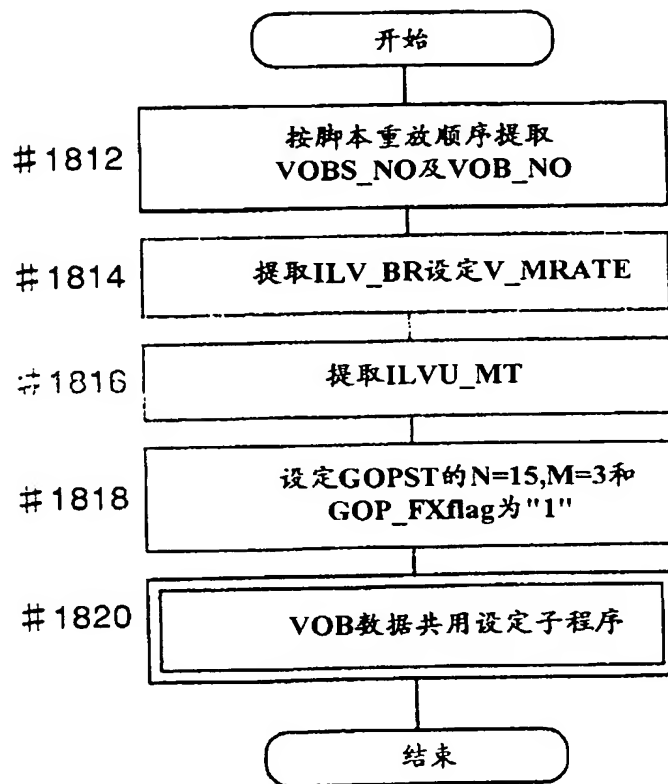 开始
#1812
按脚本重放顺序提取
VOBS_NO及VOB_NO
#1814
提取ILV_BR设定V_MRATE
#1816
提取ILVU_MT
#1818
设定GOPST的N=15,M=3和
GOP_FXflag为"1"
#1820
VOB数据共用设定子程序
结束